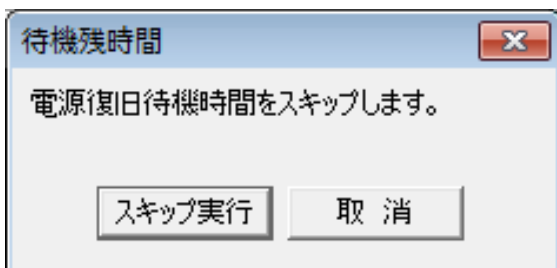 待機残時間
電源復旧待機時間をスキップします。
スキップ実行
取 消